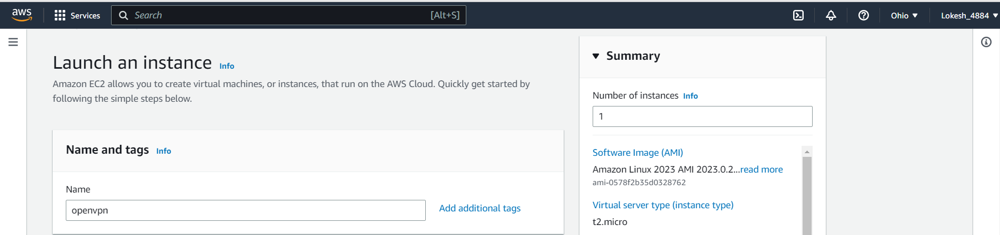 aws
Services
Search
[Alt+S]
Ohio
Lokesh_4884
Launch an instance Info
Amazon EC2 allows you to create virtual machines, or instances, that run on the AWS Cloud. Quickly get started by
following the simple steps below.
Name and tags Info
Name
openvpn
Add additional tags
Summary
Number of instances Info
1
Software Image (AMI)
Amazon Linux 2023 AMI 2023.0.2...read more
ami-0578f2b35d0328762
Virtual server type (instance type)
t2.micro